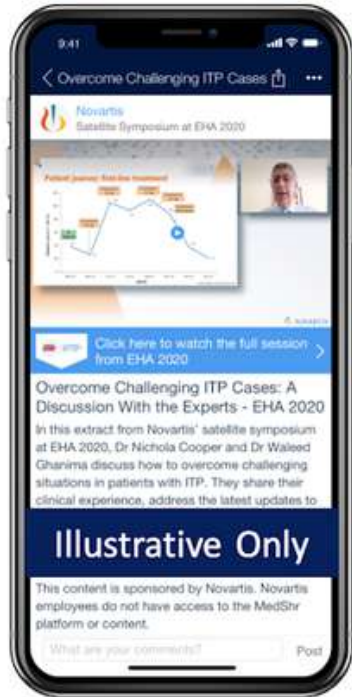 9:41
Overcome Challenging ITP Cases
Novartis
Satellite Symposium at EHA 2020
Patient journey: first-line treatment
NOVARTIS
Click here to watch the full session
from EHA 2020
Overcome Challenging ITP Cases: A
Discussion With the Experts - EHA 2020
In this extract from Novartis' satellite symposium
at EHA 2020, Dr Nichola Cooper and Dr Waleed
Ghanima discuss how to overcome challenging
situations in patients with ITP. They share their
clinical experience, address the latest updates to
Illustrative Only
This content is sponsored by Novartis. Novartis
employees do not have access to the MedShr
platform or content.
What are your comments?
Post